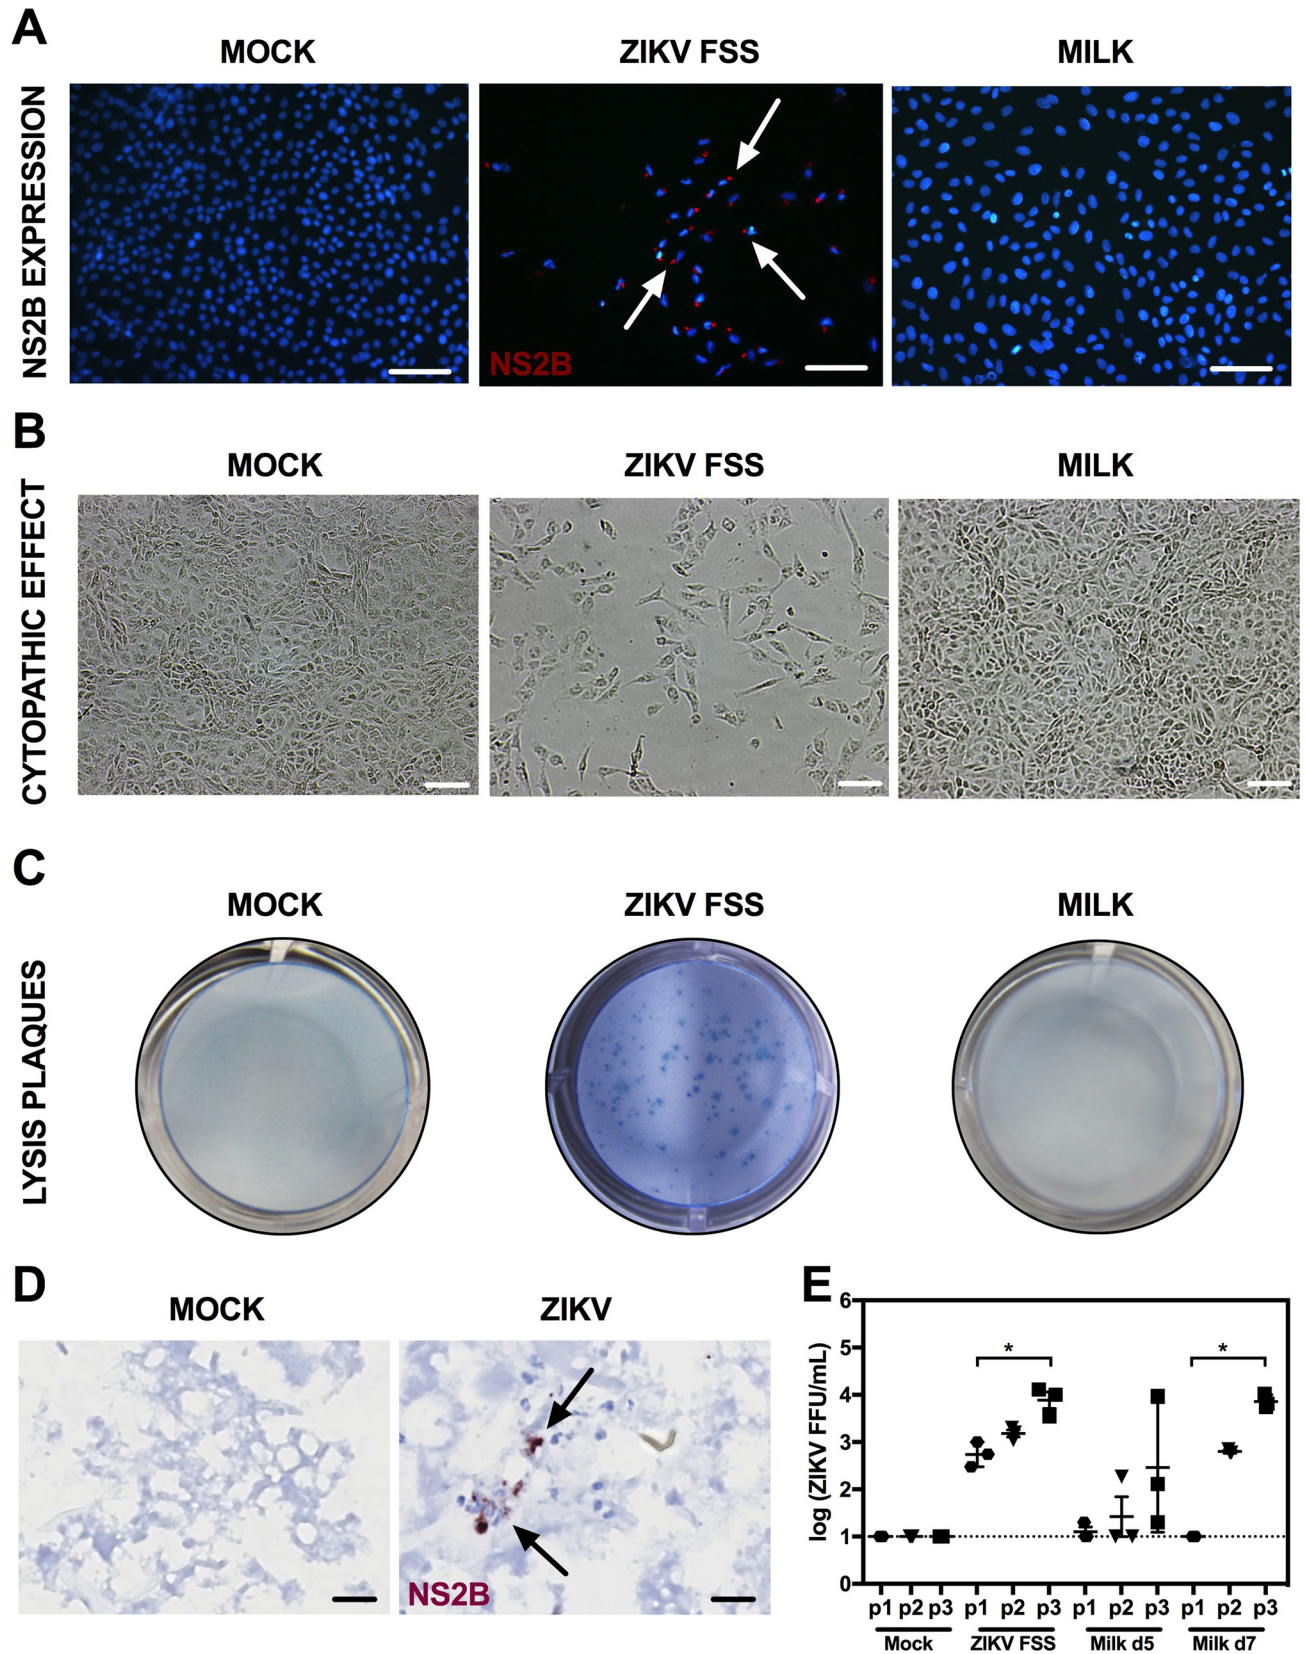 A
MOCK
ZIKV FSS
MILK
NS2B EXPRESSION
NS2B
B
MOCK
ZIKV FSS
MILK
CYTOPATHIC EFFECT
C
MOCK
ZIKV FSS
MILK
LYSIS PLAQUES
D
MOCK
ZIKV
NS2B
E
log (ZIKV FFU/mL)
6
5
4
3
2
1
0
* *
p1 p2 p3 p1 p2 p3 p1 p2 p3 p1 p2 p3
Mock ZIKV FSS Milk d5 Milk d7